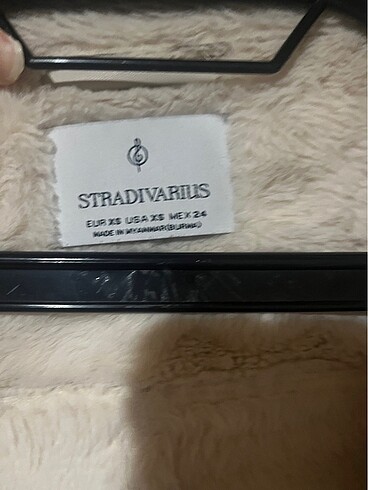 STRADIVARIUS
EUR XS USA XS MEX 24
MADE IN MYANMAR(BURMA)